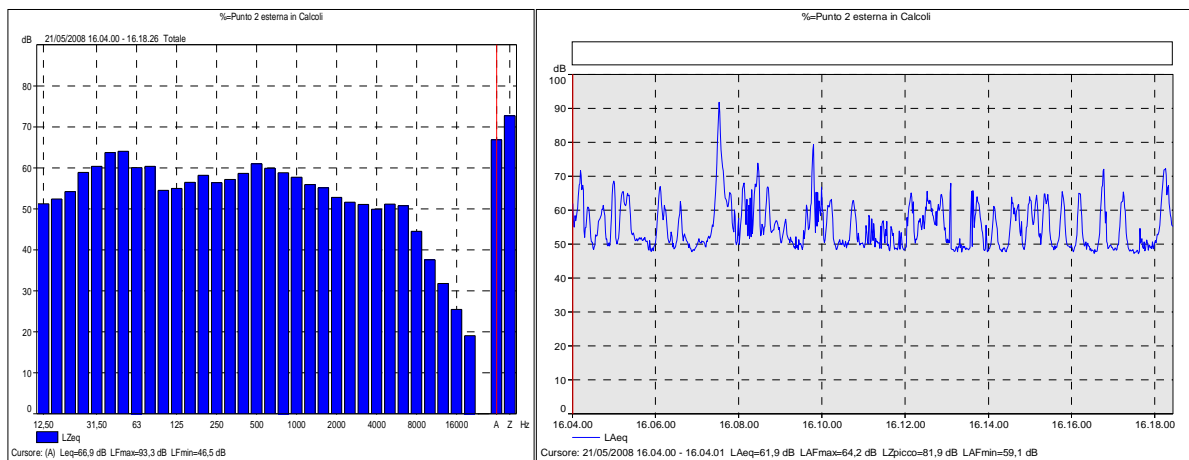 %=Punto 2 esterna in Calcoli
dB 21/05/2008 16.04.00 - 16.18.26 Totale
80
70
60
50
40
30
20
10
0
12,50 31,50 63 125 250 500 1000 2000 4000 8000 16000 A Z Hz
LZeq
Cursore: (A) Leq=66,9 dB LFmax=93,3 dB LFmin=46,5 dB
%=Punto 2 esterna in Calcoli
dB
100
90
80
70
60
50
40
30
20
10
0
16.04.00 16.06.00 16.08.00 16.10.00 16.12.00 16.14.00 16.16.00 16.18.00
LAeq
Cursore: 21/05/2008 16.04.00 - 16.04.01 LAeq=61,9 dB LAFmax=64,2 dB LZpicco=81,9 dB LAFmin=59,1 dB